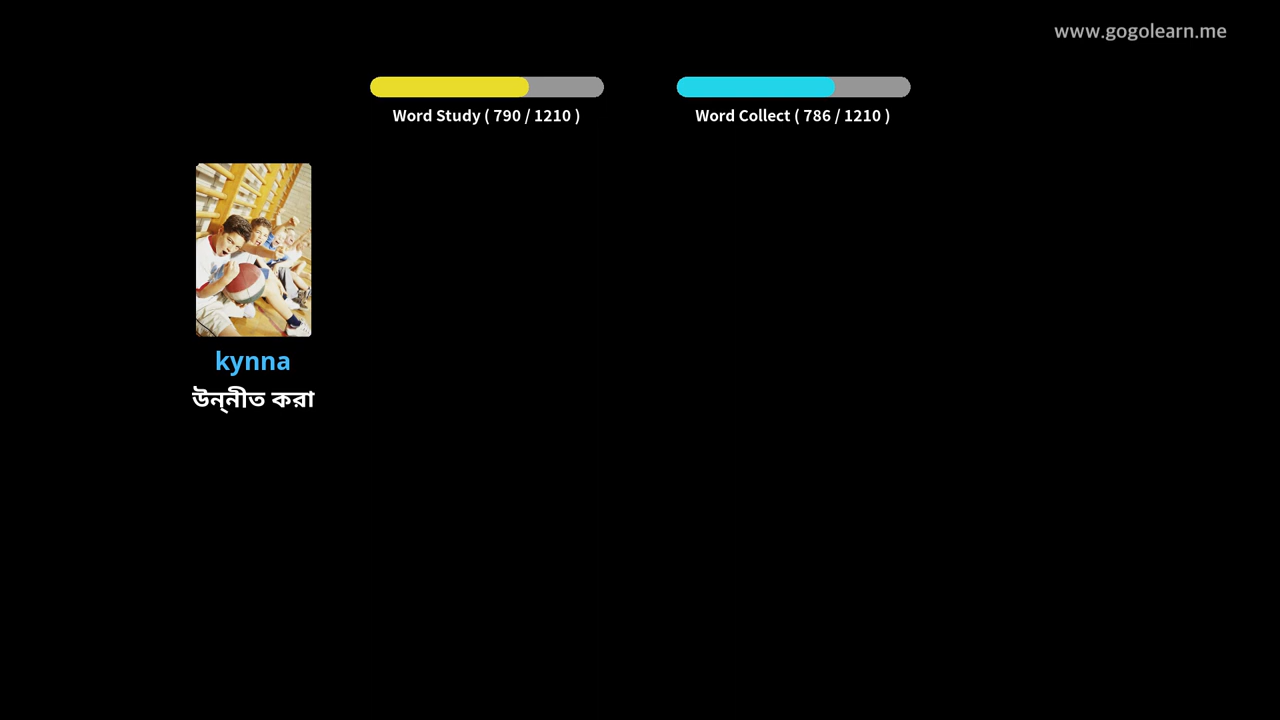 www.gogolearn.me
Word Study ( 790 / 1210 )
Word Collect ( 786 / 1210 )
kynna
উন্নীত করা